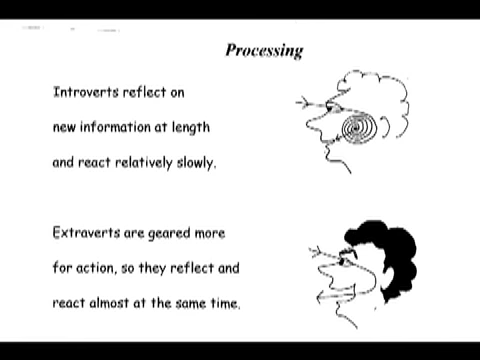 Processing
Introverts reflect on
new information at length
and react relatively slowly.
Extraverts are geared more
for action, so they reflect and
react almost at the same time.